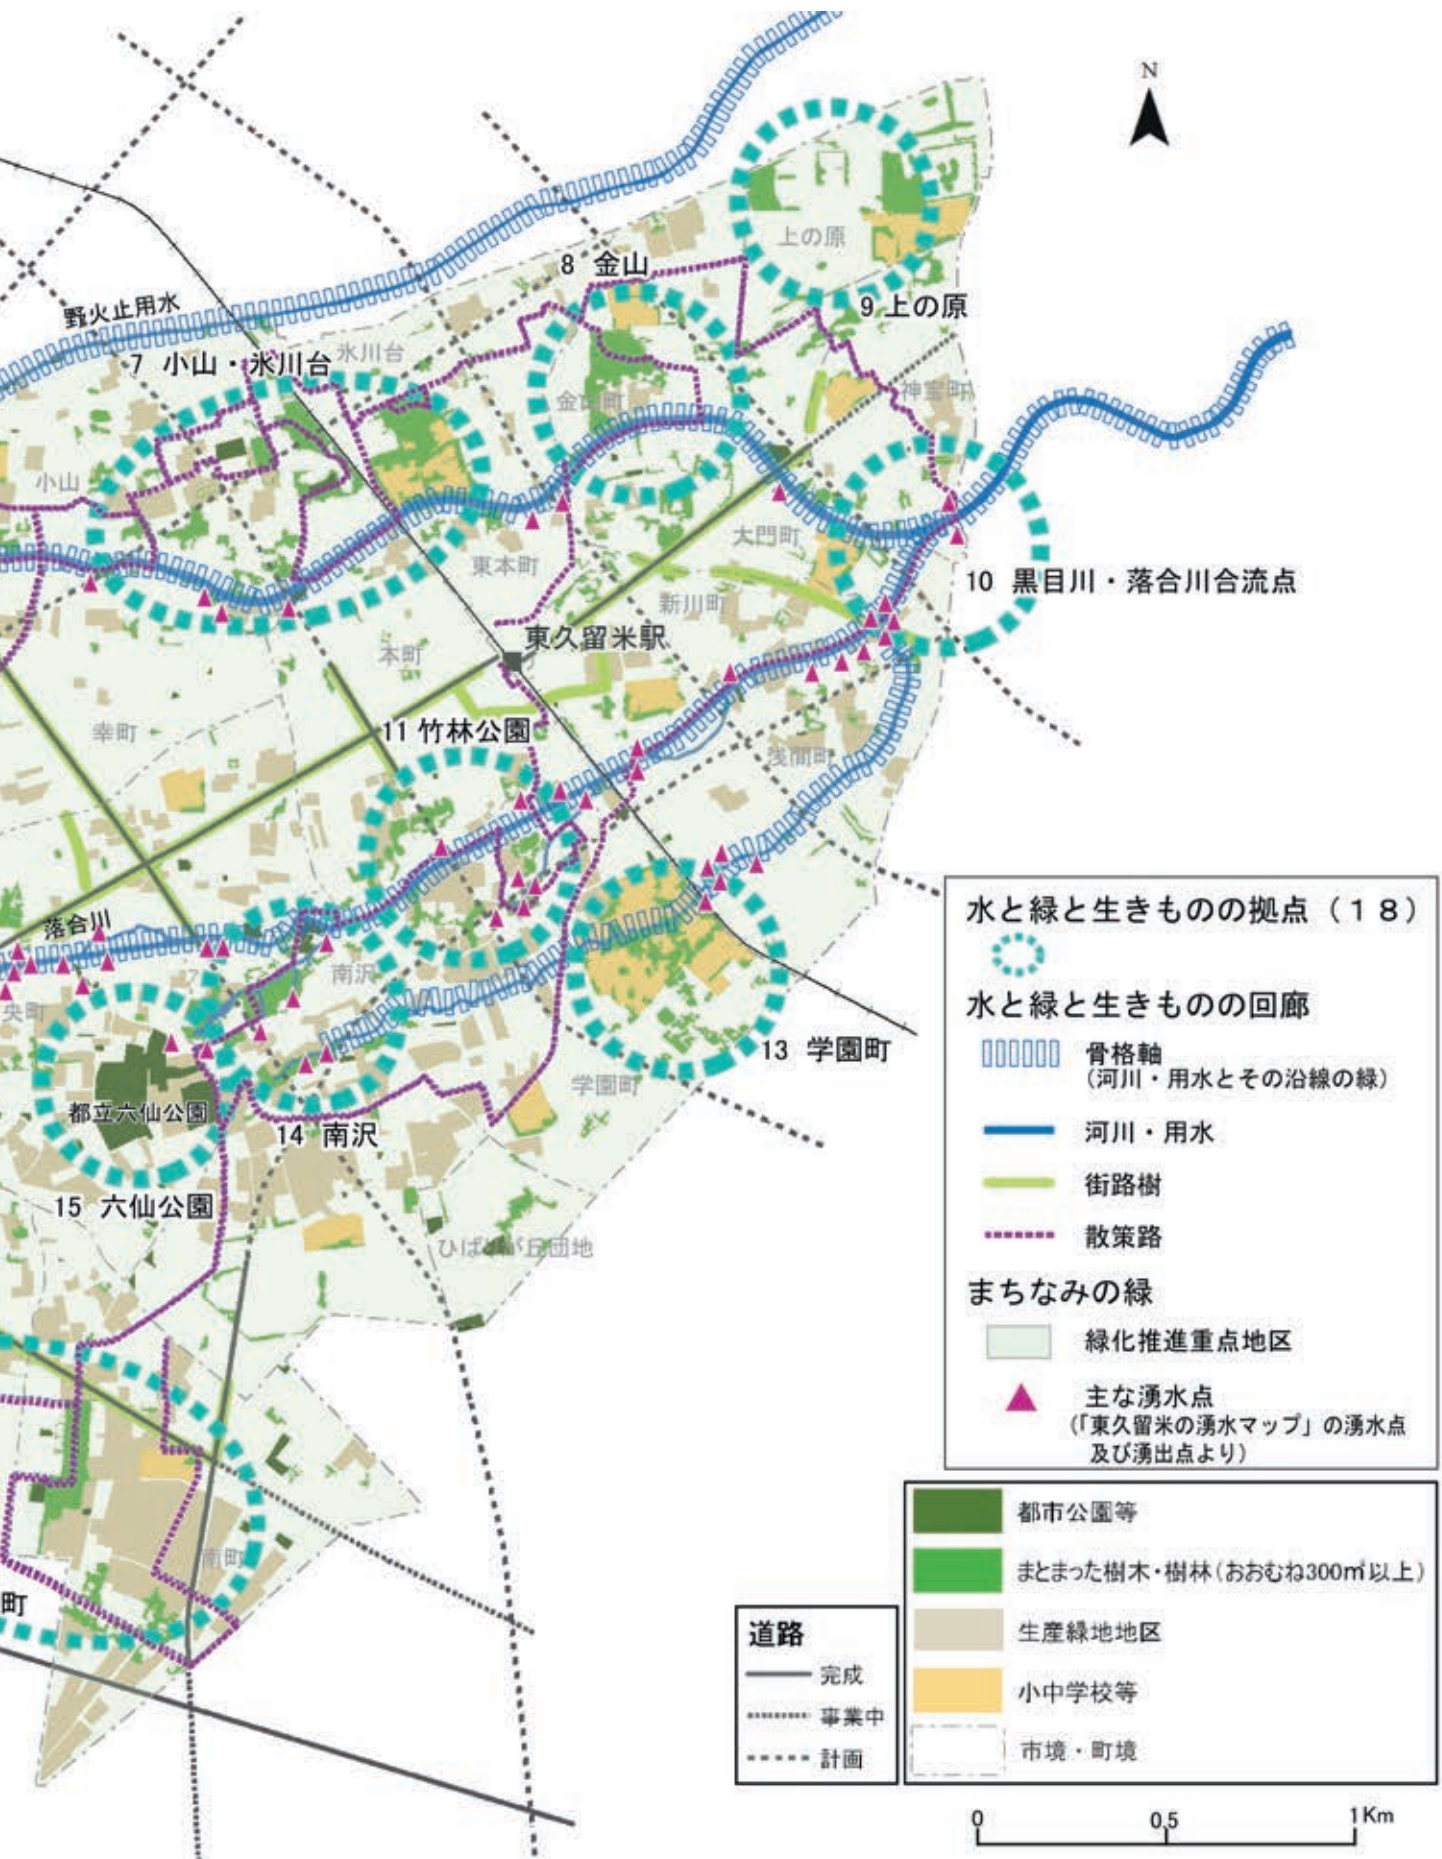 N
上の原
8 金山
9 上の原
野火止用水
7 小山・氷川台
氷川台
金山町
神宝町
小山
大門町
東本町
10 黒目川・落合川合流点
新川町
東久留米駅
本町
11 竹林公園
幸町
浅間町
落合川
南沢
央町
13 学園町
学園町
都立六仙公園
14 南沢
15 六仙公園
ひばりが丘団地
南町
町
水と緑と生きものの拠点（１８）
水と緑と生きものの回廊
骨格軸
（河川・用水とその沿線の緑）
河川・用水
街路樹
散策路
まちなみの緑
緑化推進重点地区
主な湧水点
（「東久留米の湧水マップ」の湧水点
及び湧出点より）
都市公園等
まとまった樹木・樹林（おおむね300㎡以上）
生産緑地地区
小中学校等
市境・町境
道路
完成
事業中
計画
0 0.5 1Km